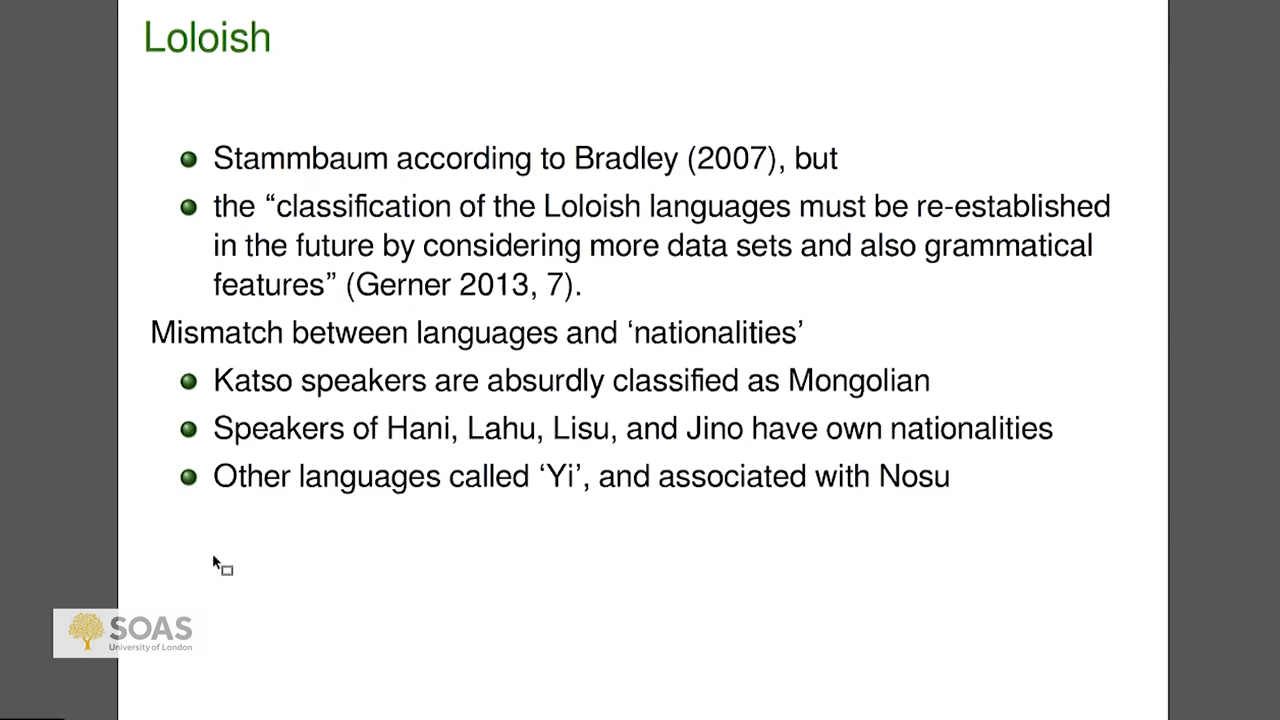 Loloish
Stammbaum according to Bradley (2007), but
the “classification of the Loloish languages must be re-established
in the future by considering more data sets and also grammatical
features” (Gerner 2013, 7).
Mismatch between languages and ‘nationalities’
Katso speakers are absurdly classified as Mongolian
Speakers of Hani, Lahu, Lisu, and Jino have own nationalities
Other languages called ‘Yi’, and associated with Nosu
SOAS
University of London